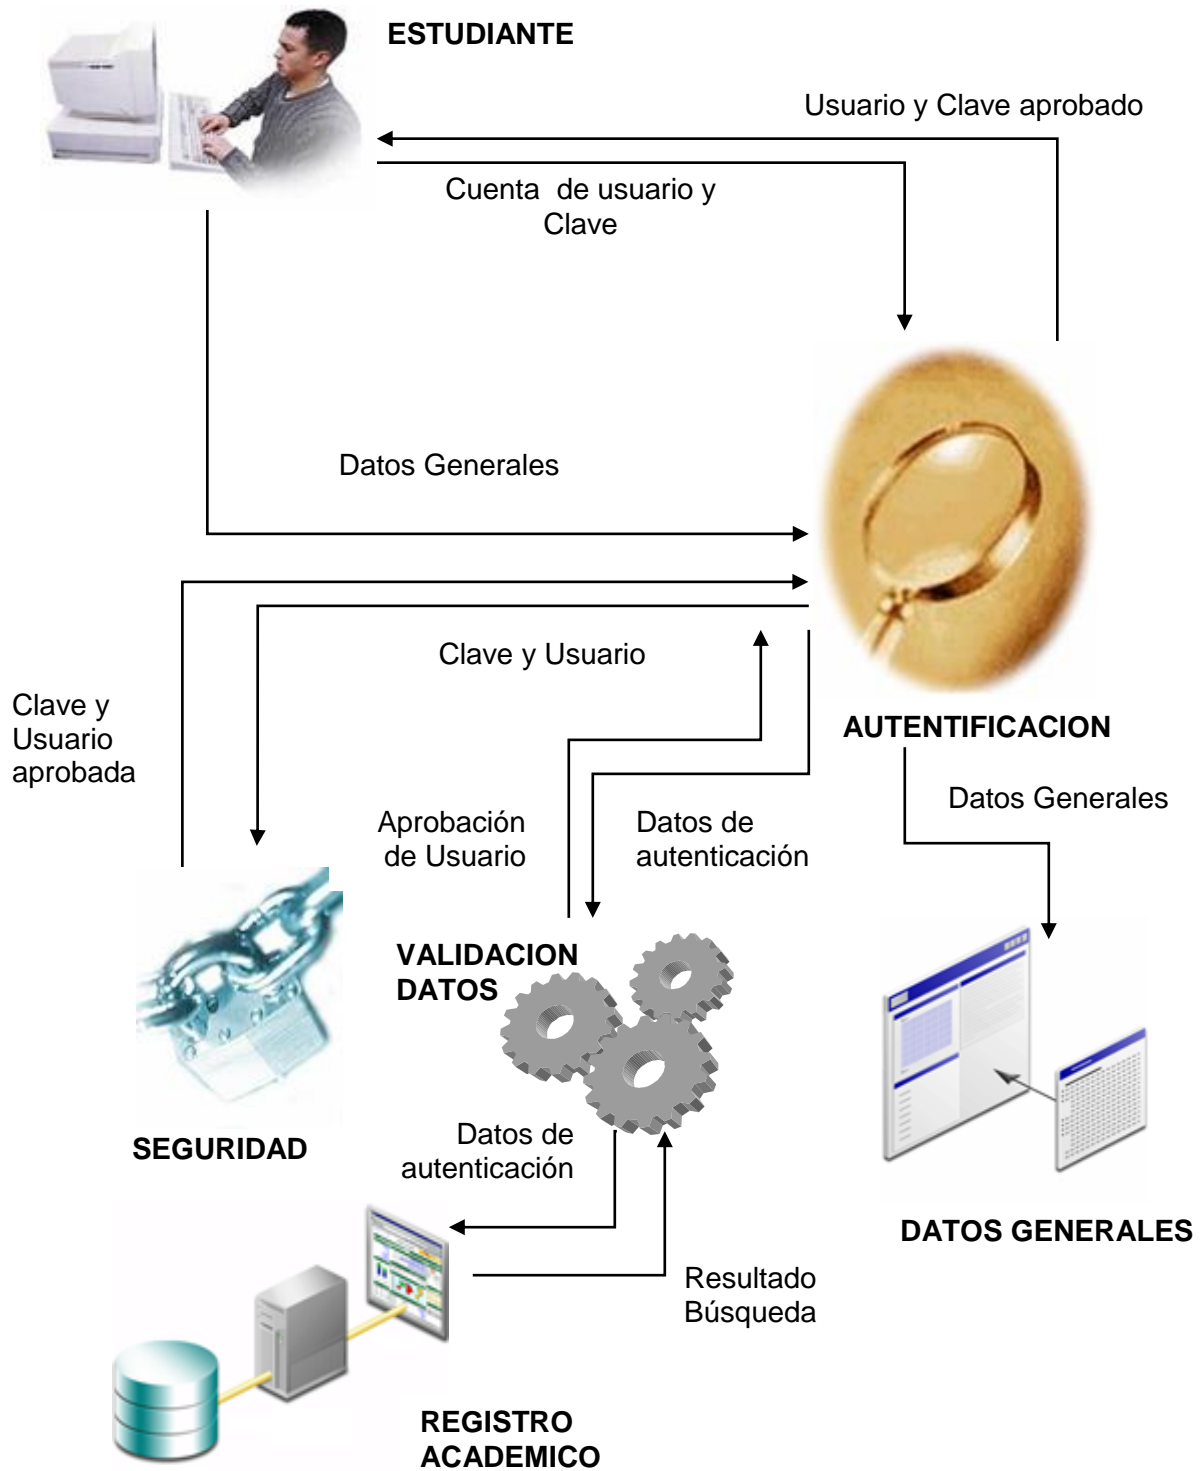 ESTUDIANTE
Usuario y Clave aprobado
Cuenta de usuario y
Clave
Datos Generales
Clave y Usuario
Clave y
Usuario
aprobada
AUTENTIFICACION
Datos Generales
Aprobación
de Usuario
Datos de
autenticación
VALIDACION
DATOS
SEGURIDAD
Datos de
autenticación
DATOS GENERALES
Resultado
Búsqueda
REGISTRO
ACADEMICO